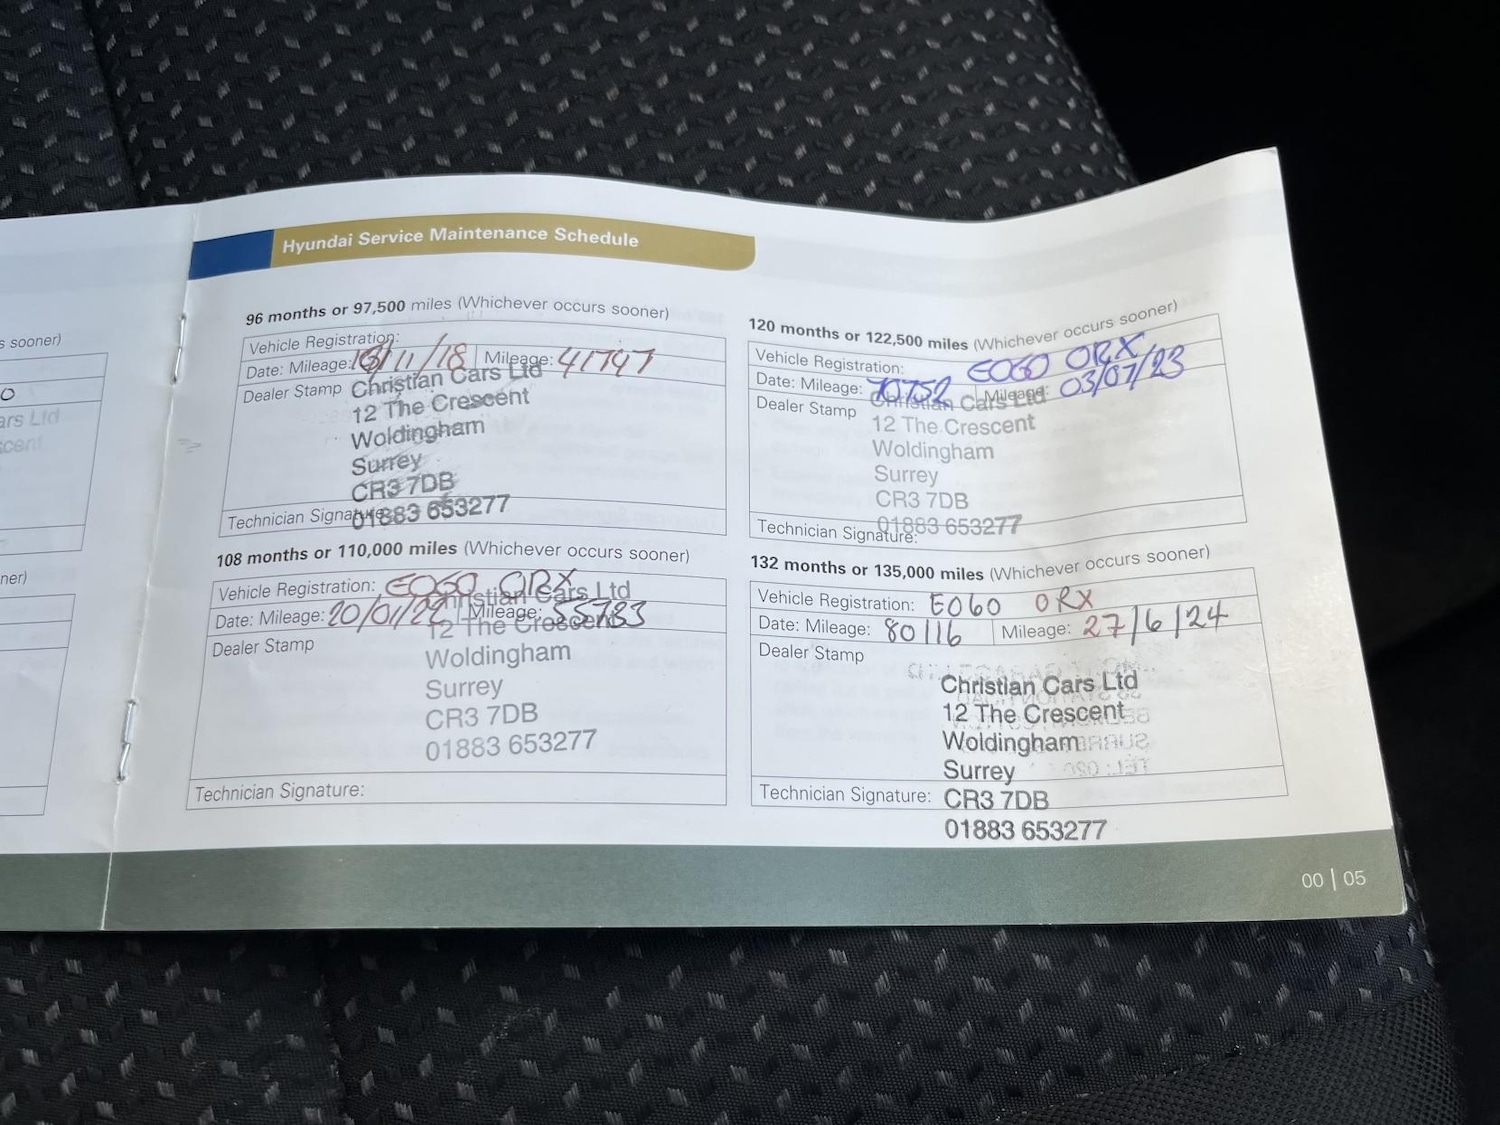 s sooner)
O
ars Ltd
scent
ner)
Hyundai Service Maintenance Schedule
96 months or 97,500 miles (Whichever occurs sooner)
Vehicle Registration:
Date: Mileage: /11/18 Mileage: 41747
Dealer Stamp Christian Cars Ltd
12 The Crescent
Woldingham
Surrey
CR3 7DB
Technician Signature:
01883 653277
108 months or 110,000 miles (Whichever occurs sooner)
Vehicle Registration: EO60 ORX
Christian Cars Ltd
Date: Mileage: 20/01/22 Mileage: 55783
12 The Crescent
Dealer Stamp
Woldingham
Surrey
CR3 7DB
01883 653277
Technician Signature:
120 months or 122,500 miles (Whichever occurs sooner)
Vehicle Registration: EO60 ORX
Date: Mileage: 70752 Mileage: 03/07/23
Dealer Stamp Christian Cars Ltd
12 The Crescent
Woldingham
Surrey
CR3 7DB
01883 653277
Technician Signature:
132 months or 135,000 miles (Whichever occurs sooner)
Vehicle Registration: EO60 ORX
Date: Mileage: 80116 Mileage: 27/6/24
Dealer Stamp
Christian Cars Ltd
12 The Crescent
Woldingham
Surrey
Technician Signature: CR3 7DB
01883 653277
00 | 05